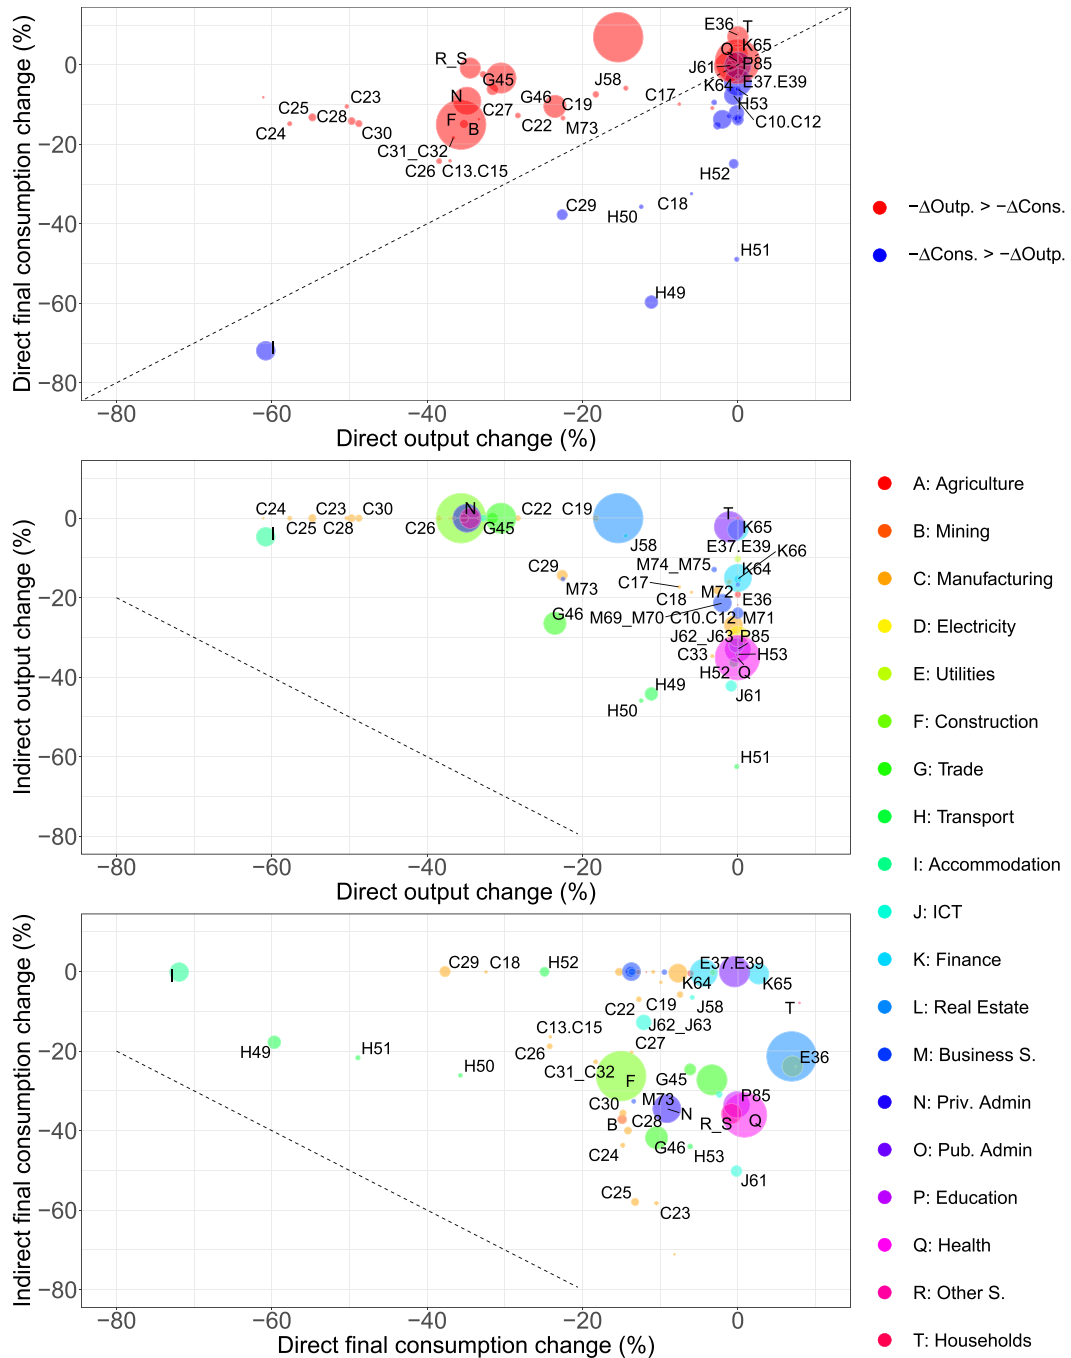 Direct final consumption change (%)
0
−20
−40
−60
−80
E36 T
Q K65
R_S
J61 P85
G45
J58 K64 E37.E39
C23 N G46 C19 C17 H53
C25 C27
C24 C28 C30 F B C22 M73 C10.C12
C31_C32
C26 C13.C15 H52
C29 H50 C18
H51
H49
I
−80 −60 −40 −20 0
Direct output change (%)
−ΔOutp. > −ΔCons.
−ΔCons. > −ΔOutp.
Indirect output change (%)
0
−20
−40
−60
−80
C24 C23 C30 N C22 C19 T
I C25 C28 C26 G45 K65
J58 E37.E39 K66
C29 M74_M75 K64
M73 C17 M72
C18 E36
G46 M69_M70 C10.C12 M71
J62_J63 P85
C33 H53
H52 Q
H49 J61
H50
H51
−80 −60 −40 −20 0
Direct output change (%)
Indirect final consumption change (%)
0
−20
−40
−60
−80
I C29 C18 H52 E37.E39
K64 K65
C22 C19 J58 T
C13.C15 J62_J63
H49 H51 C26 C27 E36
H50 C31_C32 F G45
C30 M73 N P85
B C28 R_S Q
C24 G46 H53
J61
C25 C23
−80 −60 −40 −20 0
Direct final consumption change (%)
A: Agriculture
B: Mining
C: Manufacturing
D: Electricity
E: Utilities
F: Construction
G: Trade
H: Transport
I: Accommodation
J: ICT
K: Finance
L: Real Estate
M: Business S.
N: Priv. Admin
O: Pub. Admin
P: Education
Q: Health
R: Other S.
T: Households